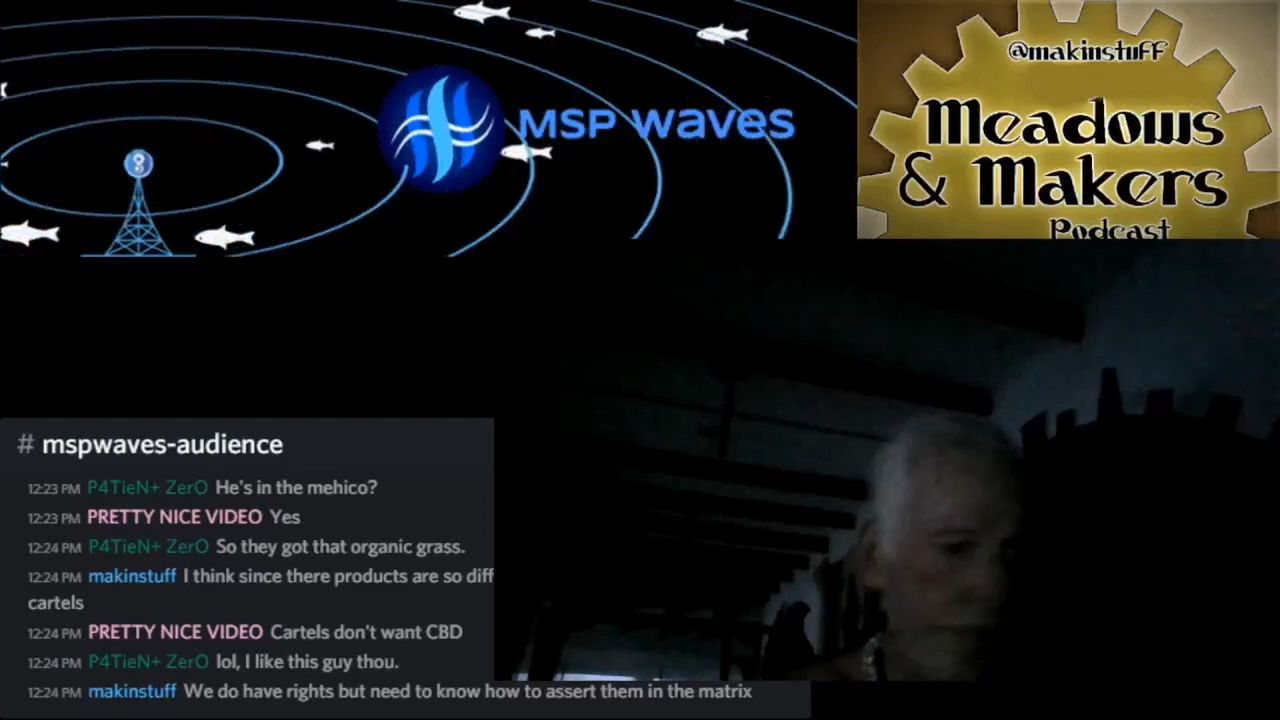 MSP WAVES
@makinstuff
Meadows
& Makers
Podcast
# mspwaves-audience
12:23 PM P4TieN+ ZerO He's in the mehico?
12:23 PM PRETTY NICE VIDEO Yes
12:24 PM P4TieN+ ZerO So they got that organic grass.
12:24 PM makinstuff I think since there products are so diff
cartels
12:24 PM PRETTY NICE VIDEO Cartels don't want CBD
12:24 PM P4TieN+ ZerO lol, I like this guy thou.
12:24 PM makinstuff We do have rights but need to know how to assert them in the matrix